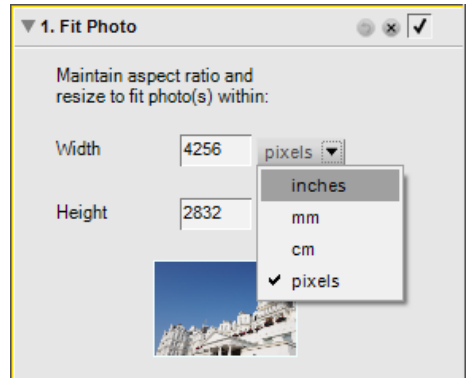 1. Fit Photo
Maintain aspect ratio and
resize to fit photo(s) within:
Width 4256 pixels
inches
Height 2832
mm
cm
pixels